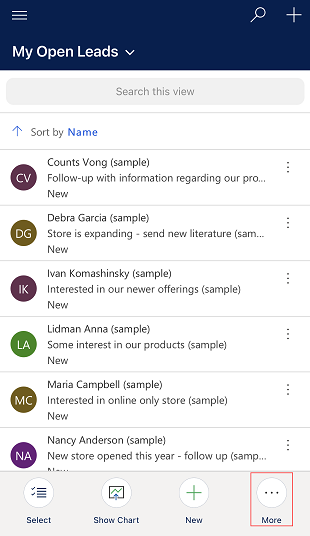 My Open Leads
Search this view
Sort by Name
Counts Vong (sample)
CV
Follow-up with information regarding our pro...
New
Debra Garcia (sample)
DG
Store is expanding - send new literature (sam...
New
Ivan Komashinsky (sample)
IK
Interested in our newer offerings (sample)
New
Lidman Anna (sample)
LA
Some interest in our products (sample)
New
Maria Campbell (sample)
MC
Interested in online only store (sample)
New
Nancy Anderson (sample)
NA
New store opened this year - follow up (sample)
New
Select
Show Chart
New
More